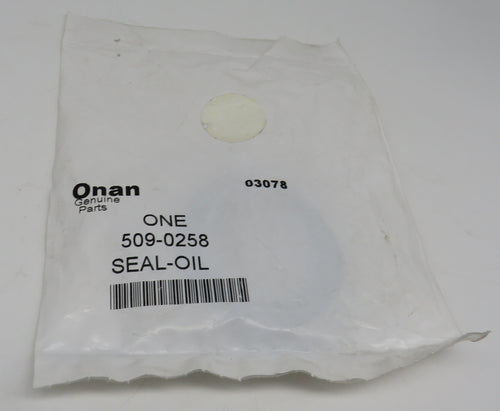 Onan
Genuine
Parts
03078
ONE
509-0258
SEAL-OIL